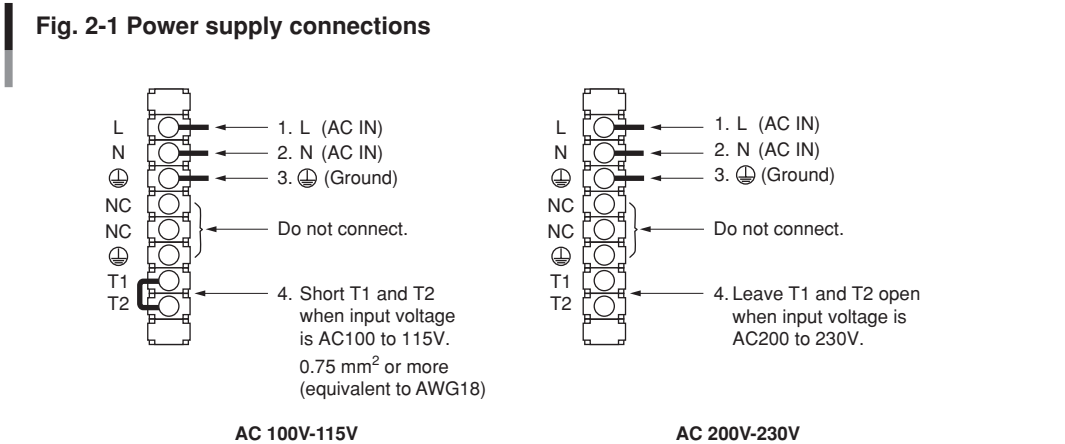 Fig. 2-1 Power supply connections
L
N
⏚
NC
NC
⏚
T1
T2
1. L (AC IN)
2. N (AC IN)
3. ⏚ (Ground)
Do not connect.
4. Short T1 and T2
when input voltage
is AC100 to 115V.
0.75 mm² or more
(equivalent to AWG18)
AC 100V-115V
L
N
⏚
NC
NC
⏚
T1
T2
1. L (AC IN)
2. N (AC IN)
3. ⏚ (Ground)
Do not connect.
4. Leave T1 and T2 open
when input voltage is
AC200 to 230V.
AC 200V-230V